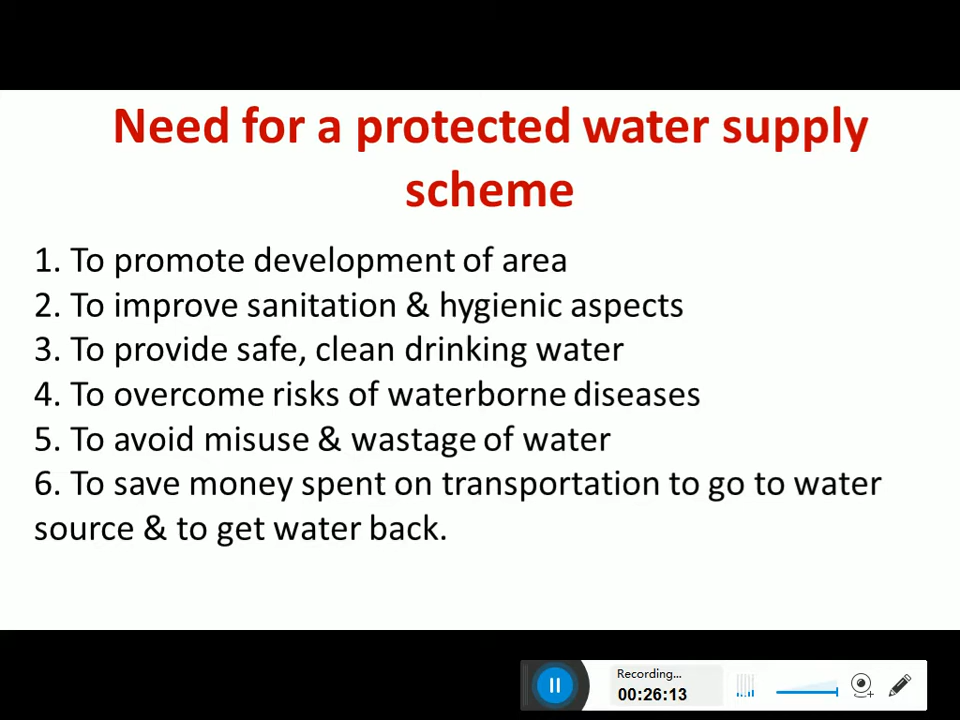 Need for a protected water supply
scheme
1. To promote development of area
2. To improve sanitation & hygienic aspects
3. To provide safe, clean drinking water
4. To overcome risks of waterborne diseases
5. To avoid misuse & wastage of water
6. To save money spent on transportation to go to water
source & to get water back.
Recording...
00:26:13